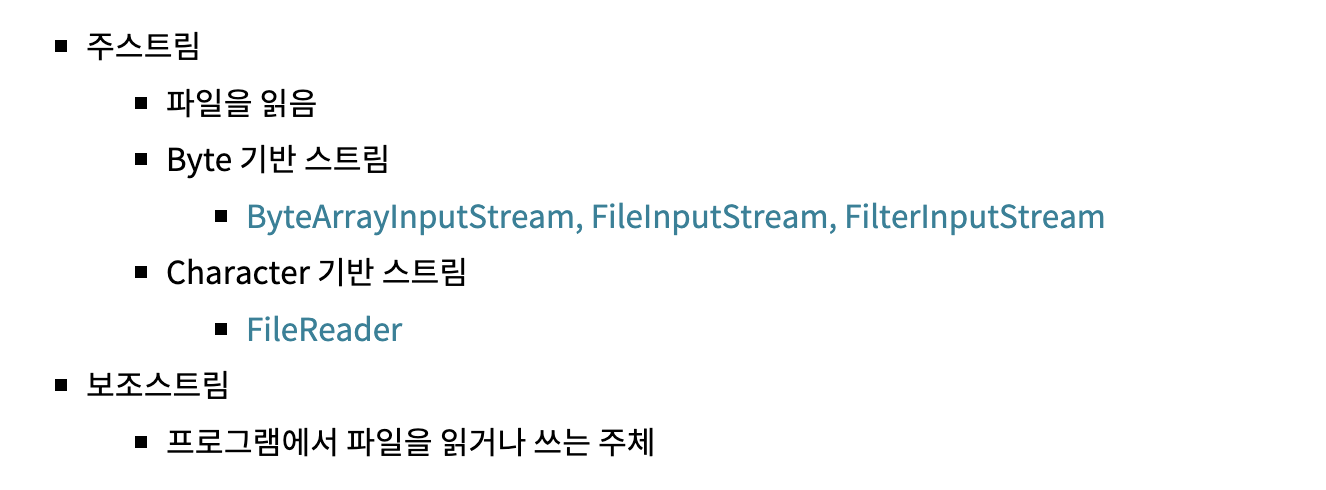 주스트림
파일을 읽음
Byte 기반 스트림
ByteArrayInputStream, FileInputStream, FilterInputStream
Character 기반 스트림
FileReader
보조스트림
프로그램에서 파일을 읽거나 쓰는 주체